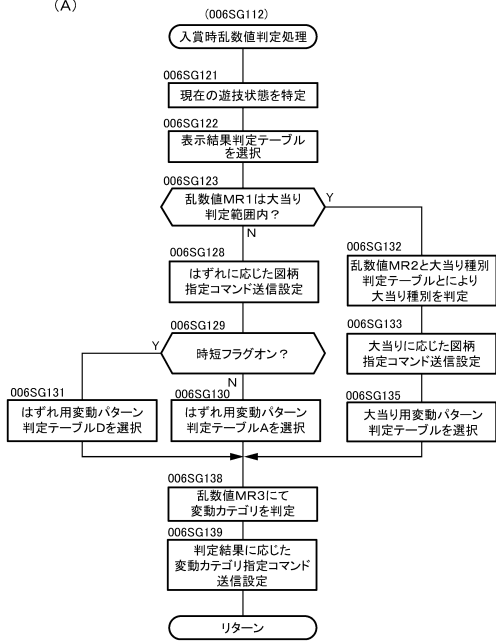 (A)
(006SG112)
入賞時乱数値判定処理
006SG121
現在の遊技状態を特定
006SG122
表示結果判定テーブル
を選択
006SG123
乱数値MR1は大当り
判定範囲内?
Y
N
006SG128
はずれに応じた図柄
指定コマンド送信設定
006SG132
乱数値MR2と大当り種別
判定テーブルとにより
大当り種別を判定
006SG129
時短フラグオン?
Y
N
006SG133
大当りに応じた図柄
指定コマンド送信設定
006SG131
はずれ用変動パターン
判定テーブルDを選択
006SG130
はずれ用変動パターン
判定テーブルAを選択
006SG135
大当り用変動パターン
判定テーブルを選択
006SG138
乱数値MR3にて
変動カテゴリを判定
006SG139
判定結果に応じた
変動カテゴリ指定コマンド
送信設定
リターン